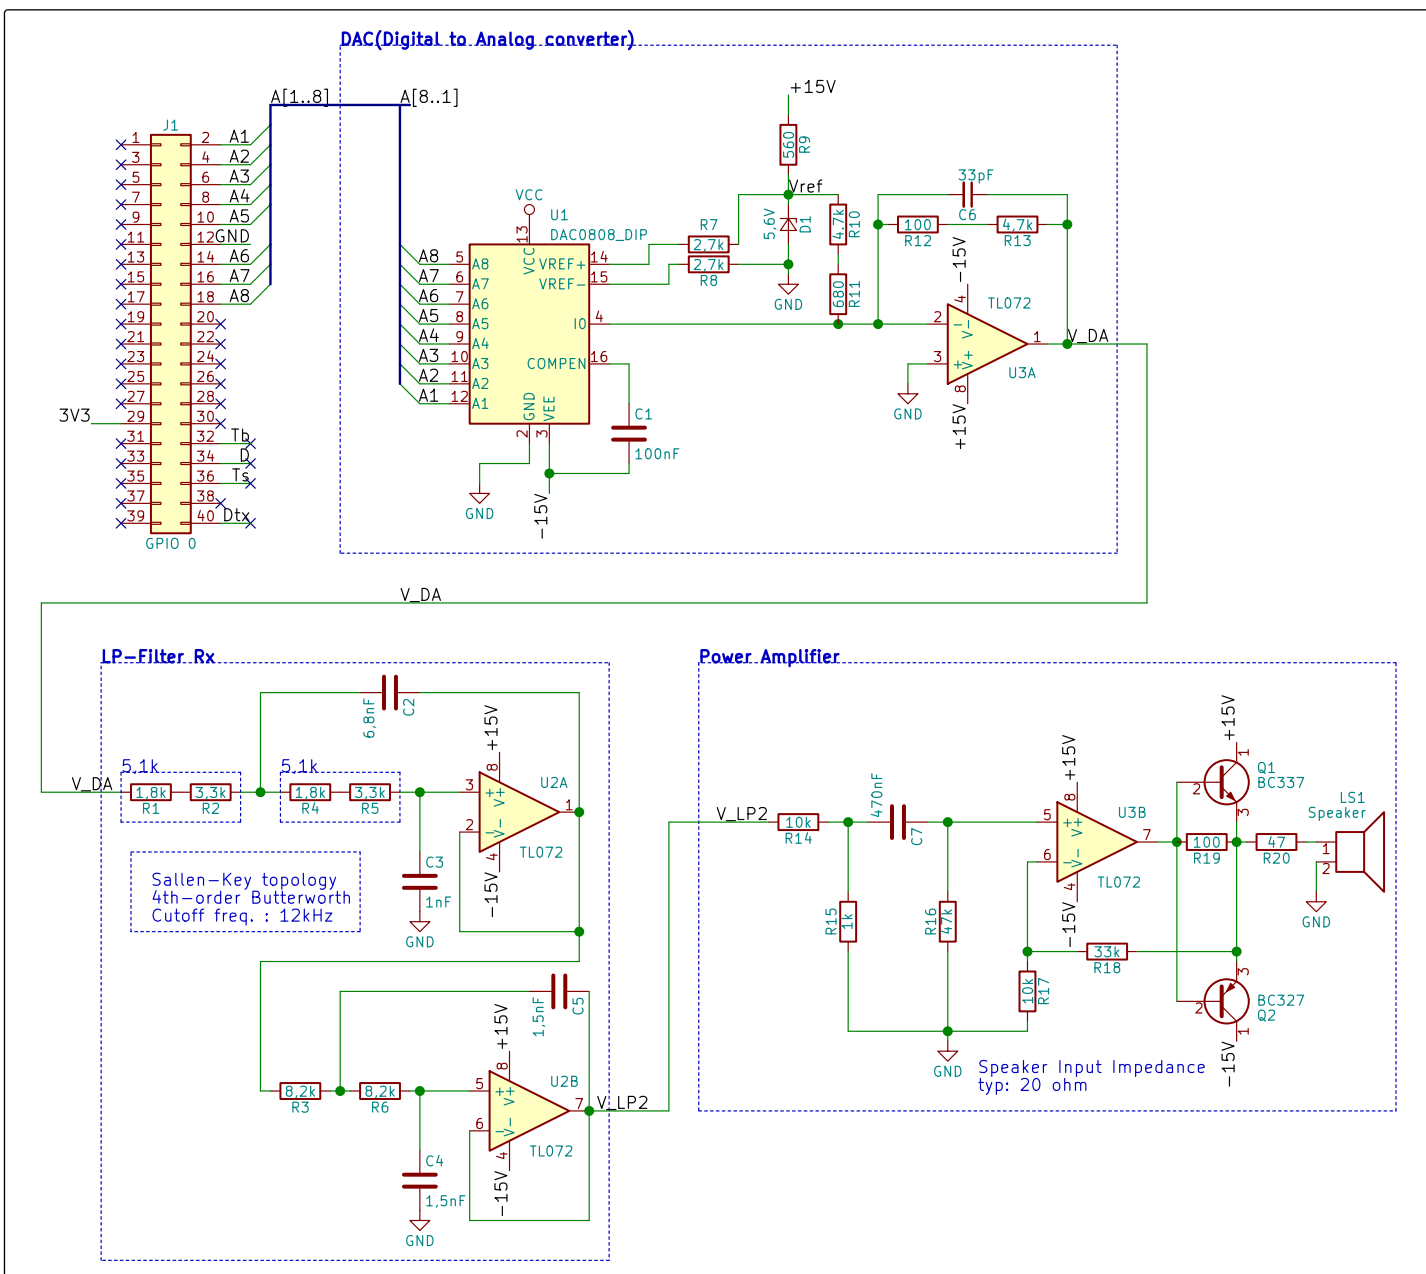 DAC(Digital to Analog converter)
A[1..8]
A[8..1]
+15V
J1
1
2
A1
3
4
A2
5
6
A3
7
8
A4
9
10
A5
11
12
GND
13
14
A6
15
16
A7
17
18
A8
19
20
21
22
23
24
25
26
27
28
3V3
29
30
31
32
Tb
33
34
D
35
36
Ts
37
38
39
40
Dtx
GPIO 0
VCC
13
VCC
U1
DAC0808_DIP
A8
5
A8
A7
6
A7
A6
7
A6
A5
8
A5
A4
9
A4
A3
10
A3
A2
11
A2
A1
12
A1
VREF+
14
VREF-
15
IO
4
COMPEN
16
GND
2
VEE
3
GND
-15V
C1
100nF
R7
2,7k
2,7k
R8
560
R9
Vref
5,6V
D1
GND
4.7k
R10
680
R11
33pF
C6
100
R12
4,7k
R13
-15V
4
TL072
2
-
V-
3
+
V+
1
V_DA
U3A
8
+15V
GND
V_DA
LP-Filter Rx
6,8nF
C2
5,1k
5,1k
V_DA
1,8k
R1
3,3k
R2
1,8k
R4
3,3k
R5
+15V
8
U2A
3
+
V+
2
-
V-
1
4
TL072
-15V
C3
1nF
GND
Sallen-Key topology
4th-order Butterworth
Cutoff freq. : 12kHz
1,5nF
C5
+15V
8
U2B
8,2k
R3
8,2k
R6
5
+
V+
6
-
V-
7
V_LP2
4
TL072
-15V
C4
1,5nF
GND
Power Amplifier
V_LP2
10k
R14
470nF
C7
R15
1k
R16
47k
GND
+15V
8
U3B
5
+
V+
6
-
V-
7
4
TL072
-15V
10k
R17
33k
R18
+15V
1
Q1
BC337
2
3
100
R19
47
R20
LS1
Speaker
1
2
GND
3
BC327
Q2
2
1
-15V
Speaker Input Impedance
typ: 20 ohm